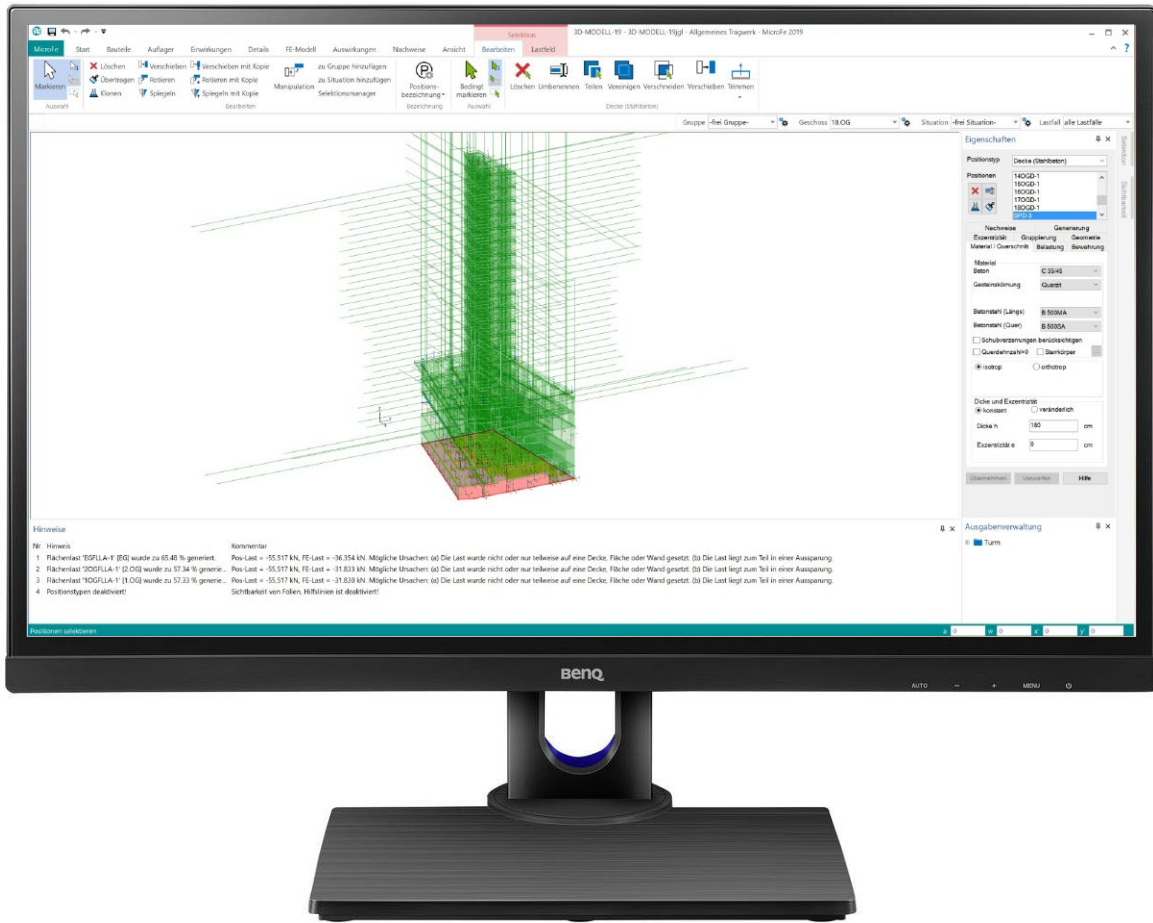 Selektion
3D-MODELL-19 - 3D-MODELL-19jgl - Allgemeines Tragwerk - MicroFe 2019
MicroFe Start Bauteile Auflager Einwirkungen Details FE-Modell Auswirkungen Nachweise Ansicht Bearbeiten Lastfeld
Markieren
Löschen Verschieben Verschieben mit Kopie
Übertragen Rotieren Rotieren mit Kopie
Klonen Spiegeln Spiegeln mit Kopie
Manipulation
zu Gruppe hinzufügen
zu Situation hinzufügen
Selektionsmanager
Positions-
bezeichnung
Bedingt
markieren
Löschen Umbenennen Teilen Vereinigen Verschneiden Verschieben Trimmen
Auswahl Bearbeiten Bezeichnung Auswahl Decke (Stahlbeton)
Gruppe -frei Gruppe- Geschoss 18.OG Situation -frei Situation- Lastfall alle Lastfälle
Eigenschaften
Selektion
Sichtbarkeit
Positionstyp Decke (Stahlbeton)
Positionen
14OGD-1
15OGD-1
16OGD-1
17OGD-1
18OGD-1
Nachweise Generierung
Exzentrizität Gruppierung Geometrie
Material / Querschnitt Belastung Bewehrung
Material
Beton C 35/45
Gesteinskörnung Quarzit
Betonstahl (Längs) B 500MA
Betonstahl (Quer) B 500SA
Schubverzerrungen berücksichtigen
Querdehnzahl=0 Starrkörper
isotrop orthotrop
Dicke und Exzentrizität
konstant veränderlich
Dicke h 180 cm
Exzentrizität e 0 cm
Übernehmen Verwerfen Hilfe
Hinweise
Nr. Hinweis Kommentar
1 Flächenlast 'EGFLLA-1' (EG) wurde zu 65.48 % generiert. Pos-Last = -55.517 kN, FE-Last = -36.354 kN. Mögliche Ursachen: (a) Die Last wurde nicht oder nur teilweise auf eine Decke, Fläche oder Wand gesetzt. (b) Die Last liegt zum Teil in einer Aussparung.
2 Flächenlast '2OGFLLA-1' (2.OG) wurde zu 57.34 % generie... Pos-Last = -55.517 kN, FE-Last = -31.833 kN. Mögliche Ursachen: (a) Die Last wurde nicht oder nur teilweise auf eine Decke, Fläche oder Wand gesetzt. (b) Die Last liegt zum Teil in einer Aussparung.
3 Flächenlast '1OGFLLA-1' (1.OG) wurde zu 57.33 % generie... Pos-Last = -55.517 kN, FE-Last = -31.830 kN. Mögliche Ursachen: (a) Die Last wurde nicht oder nur teilweise auf eine Decke, Fläche oder Wand gesetzt. (b) Die Last liegt zum Teil in einer Aussparung.
4 Positionstypen deaktiviert! Sichtbarkeit von Folien, Hilfslinien ist deaktiviert!
Ausgabenverwaltung
Turm
Positionen selektieren
a 0 w 0 x' 0 y' 0
BenQ
AUTO - + MENU